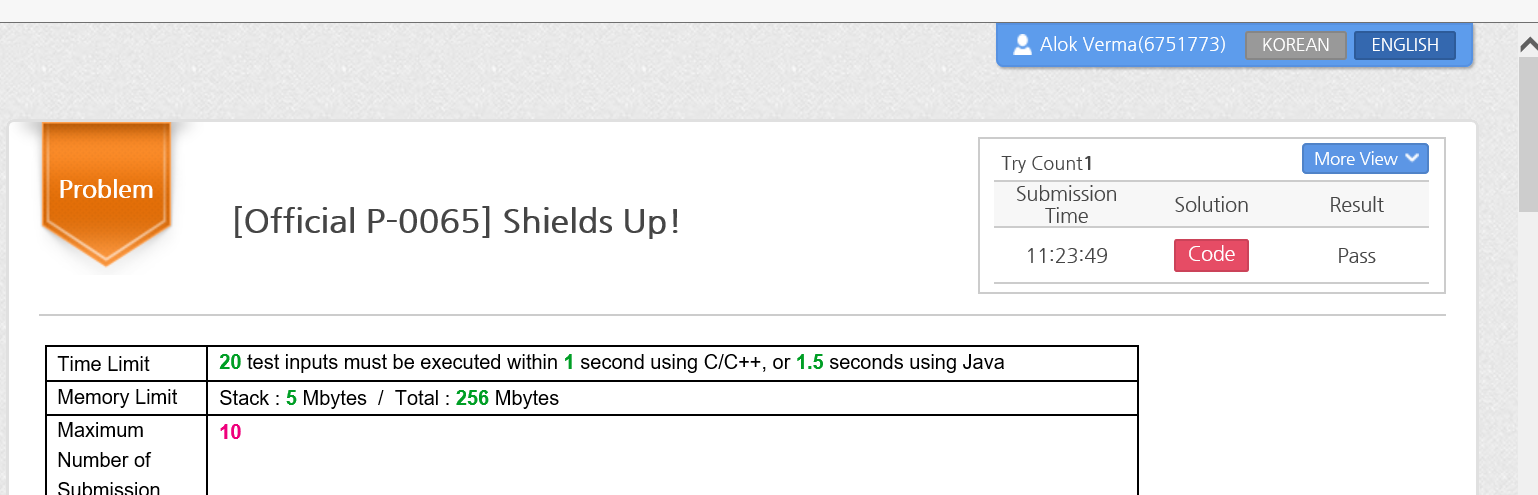 Alok Verma(6751773) KOREAN ENGLISH
Problem
[Official P-0065] Shields Up!
Try Count1 More View
Submission Time Solution Result
11:23:49 Code Pass
Time Limit 20 test inputs must be executed within 1 second using C/C++, or 1.5 seconds using Java
Memory Limit Stack : 5 Mbytes / Total : 256 Mbytes
Maximum 10
Number of
Submission